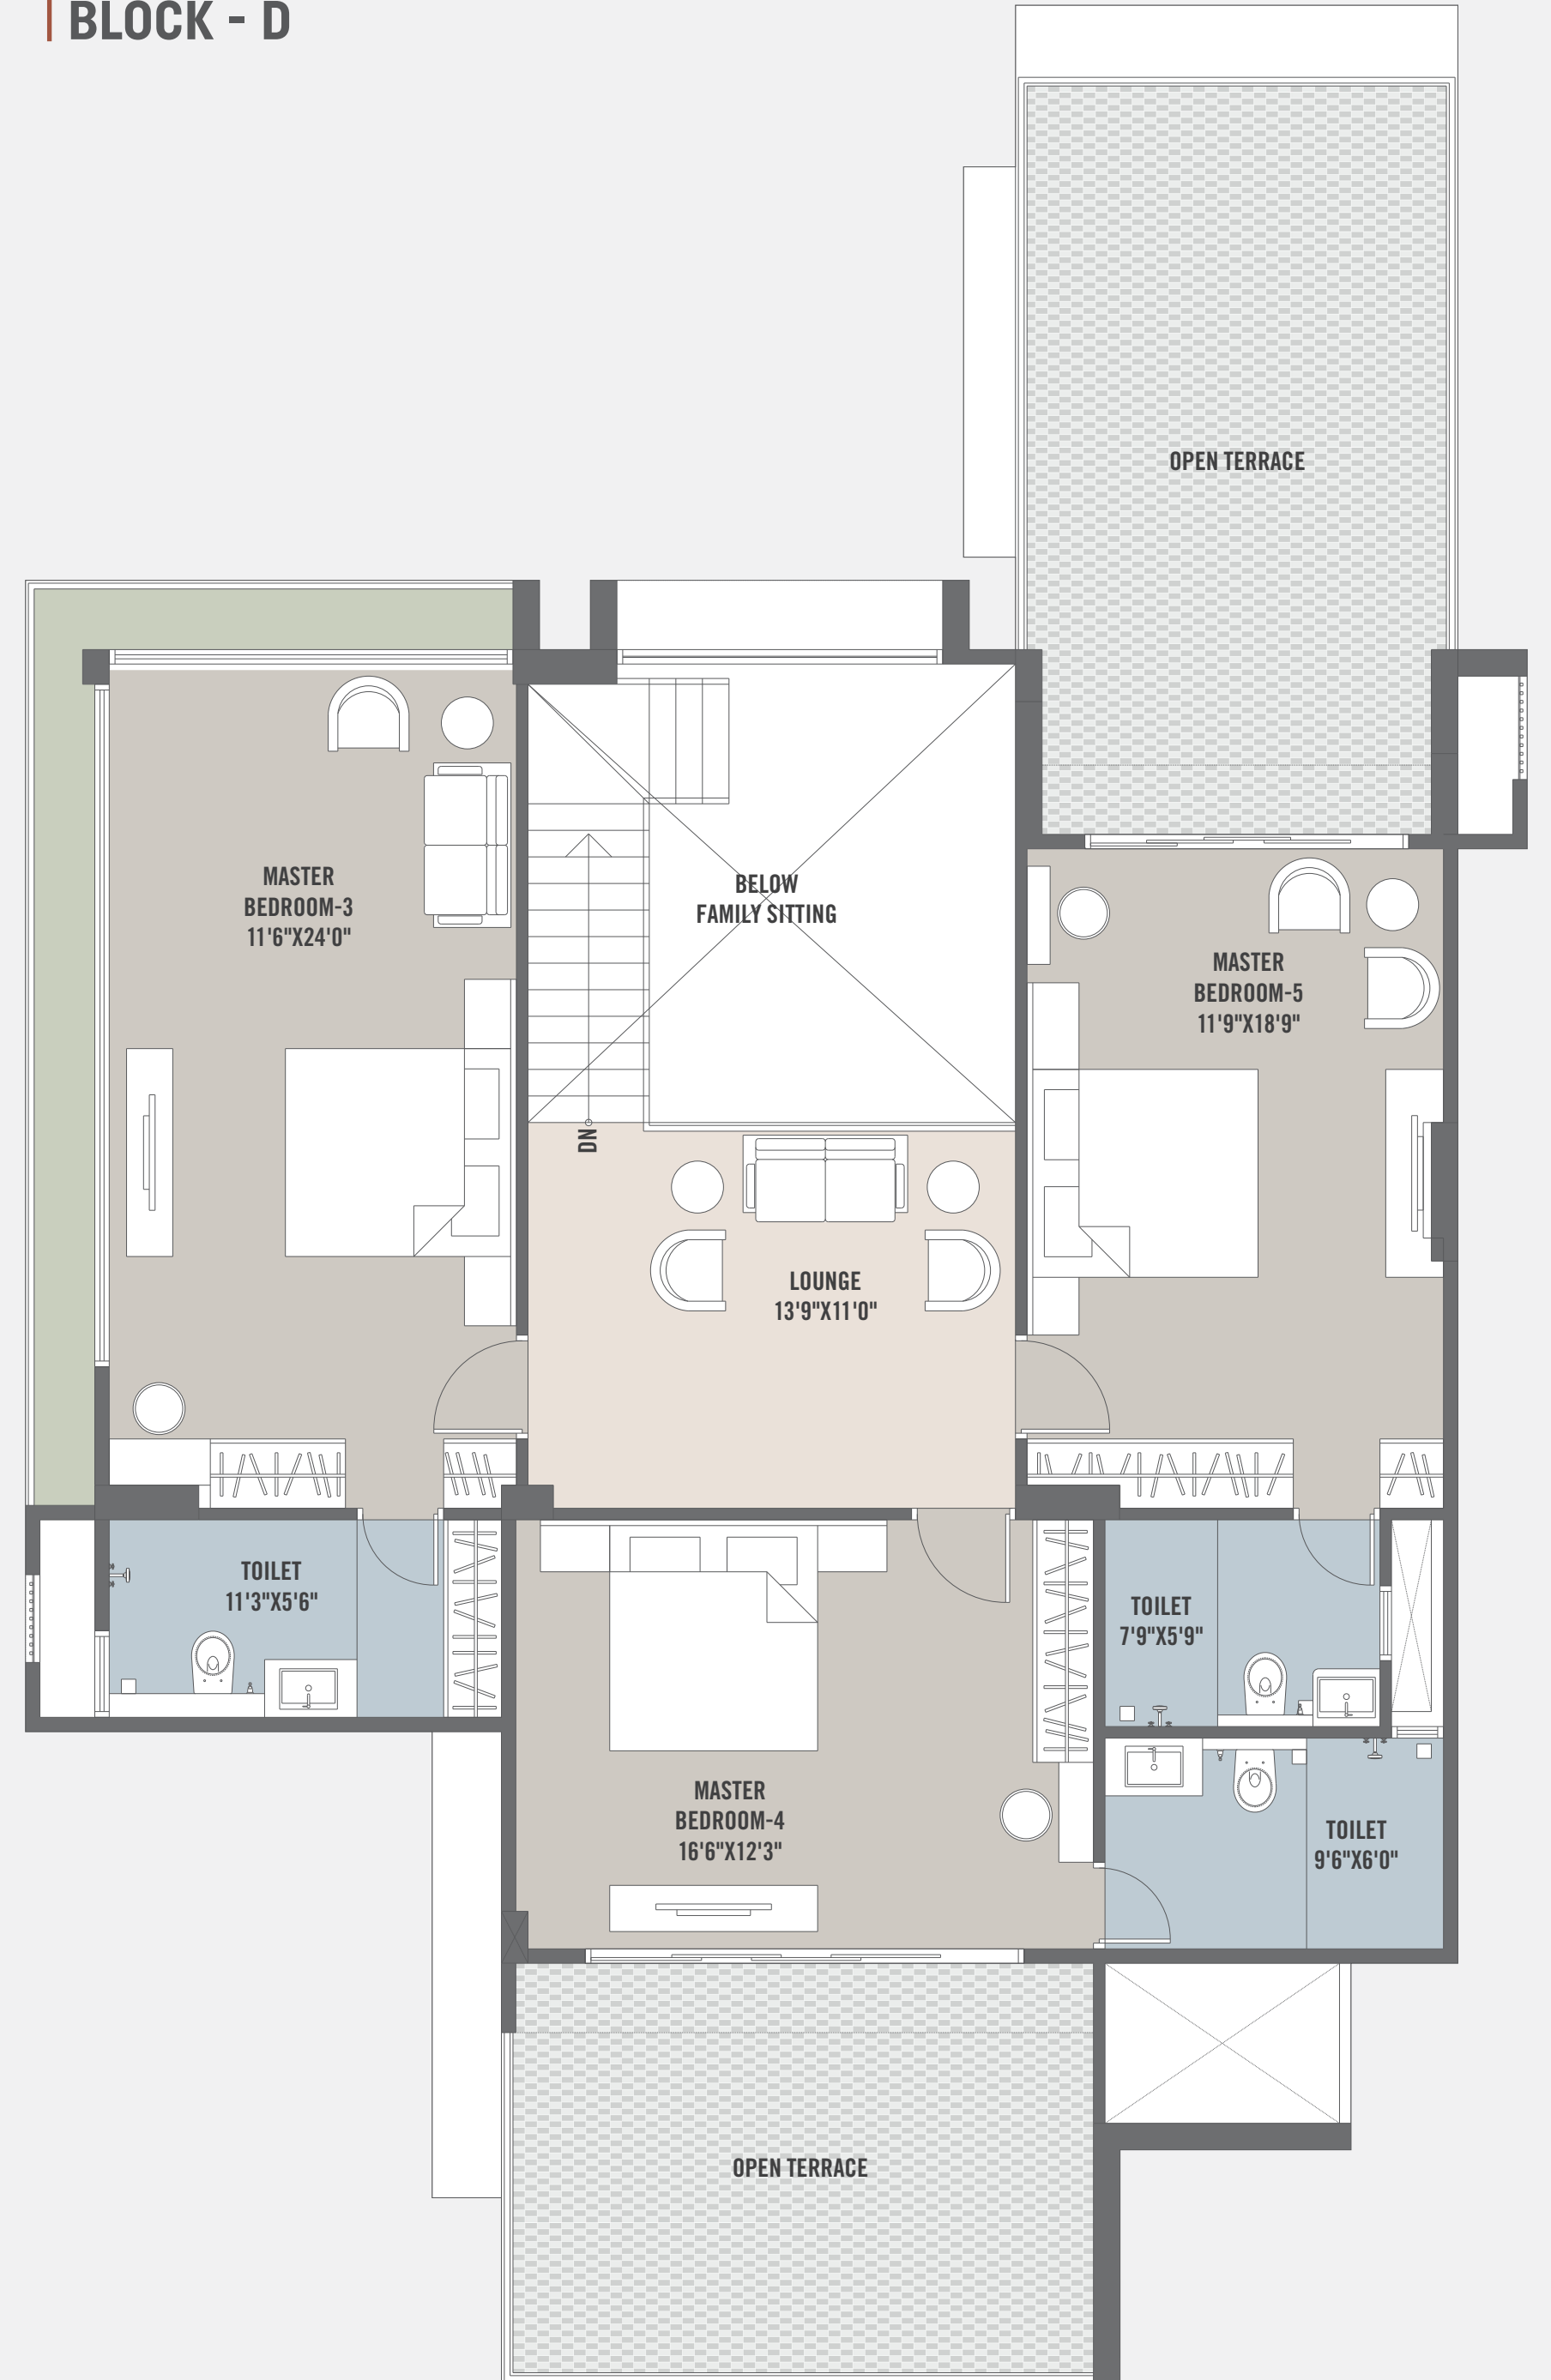 BLOCK - D
OPEN TERRACE
MASTER
BEDROOM-3
11'6"X24'0"
BELOW
FAMILY SITTING
MASTER
BEDROOM-5
11'9"X18'9"
DN
LOUNGE
13'9"X11'0"
TOILET
11'3"X5'6"
TOILET
7'9"X5'9"
MASTER
BEDROOM-4
16'6"X12'3"
TOILET
9'6"X6'0"
OPEN TERRACE